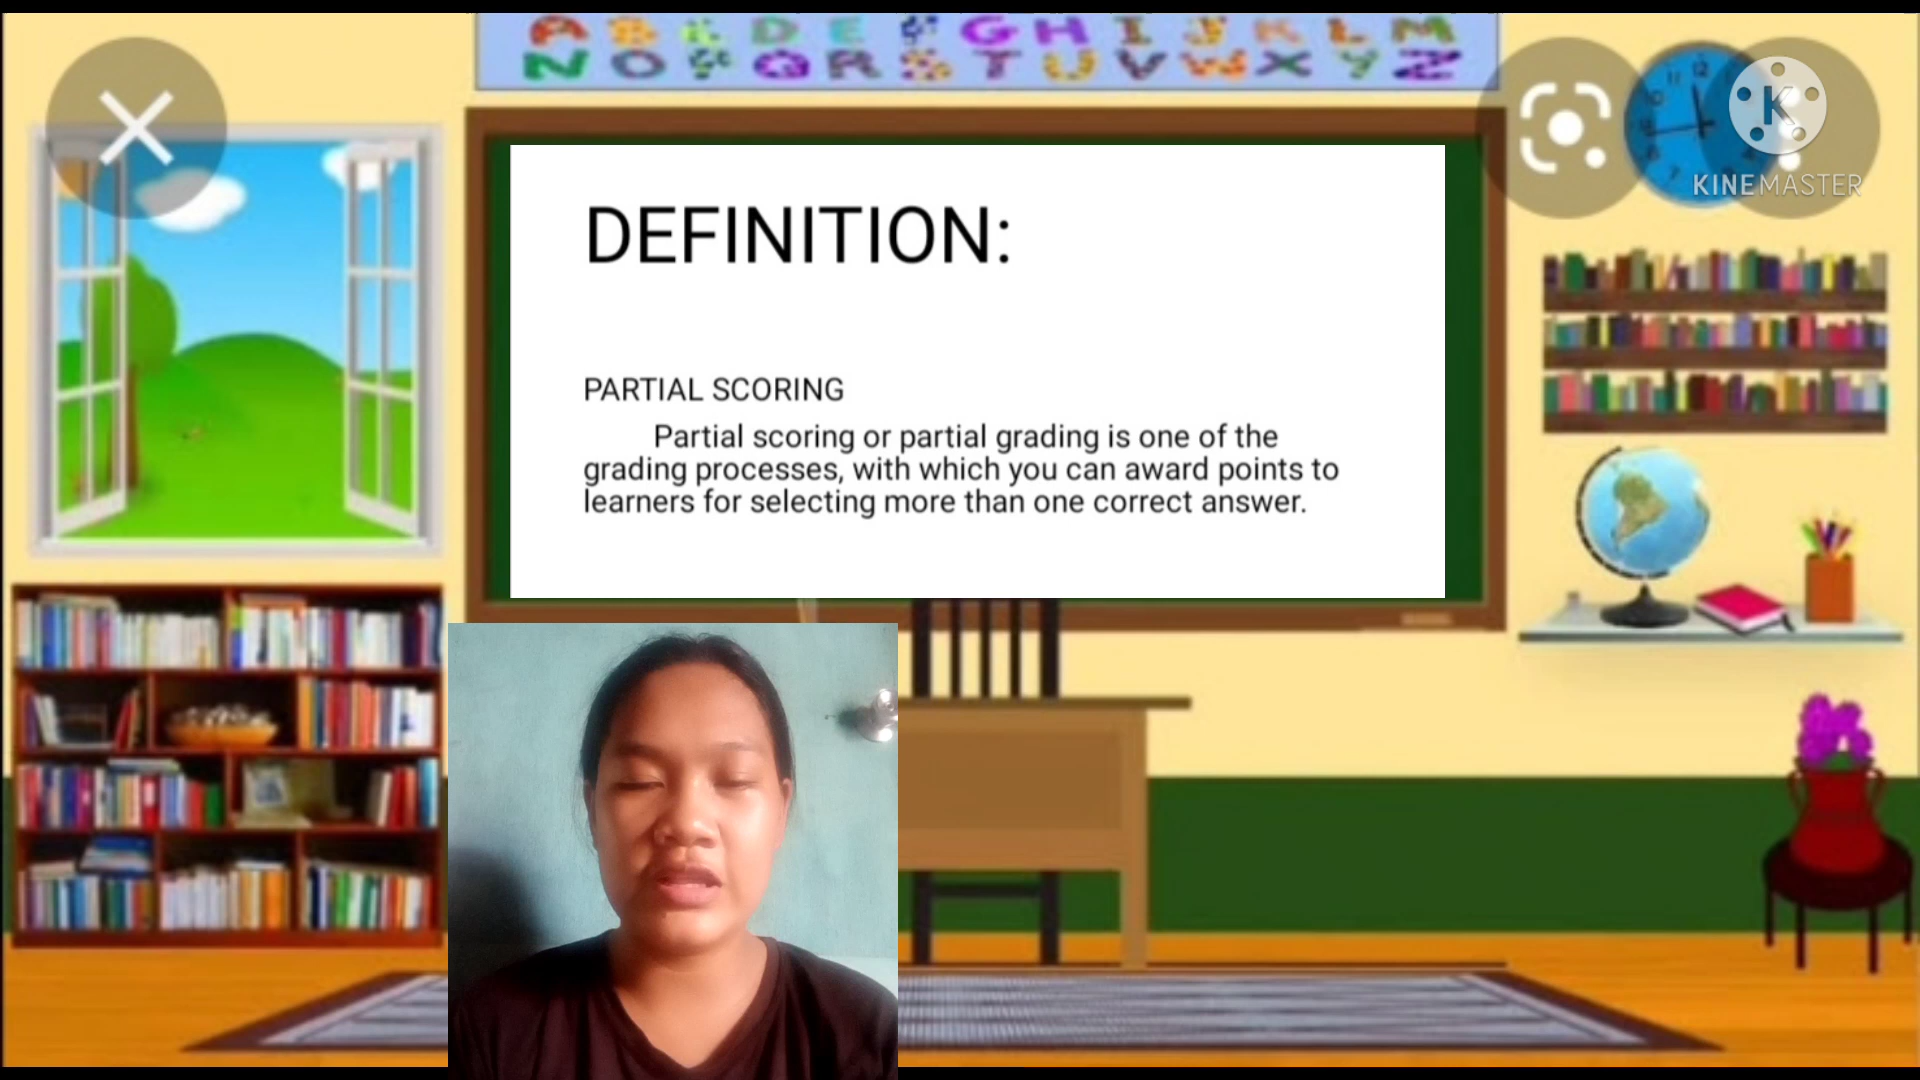 A B C D E F G H I J K L M
N O P Q R S T U V W X Y Z
KINEMASTER
DEFINITION:
PARTIAL SCORING
Partial scoring or partial grading is one of the
grading processes, with which you can award points to
learners for selecting more than one correct answer.